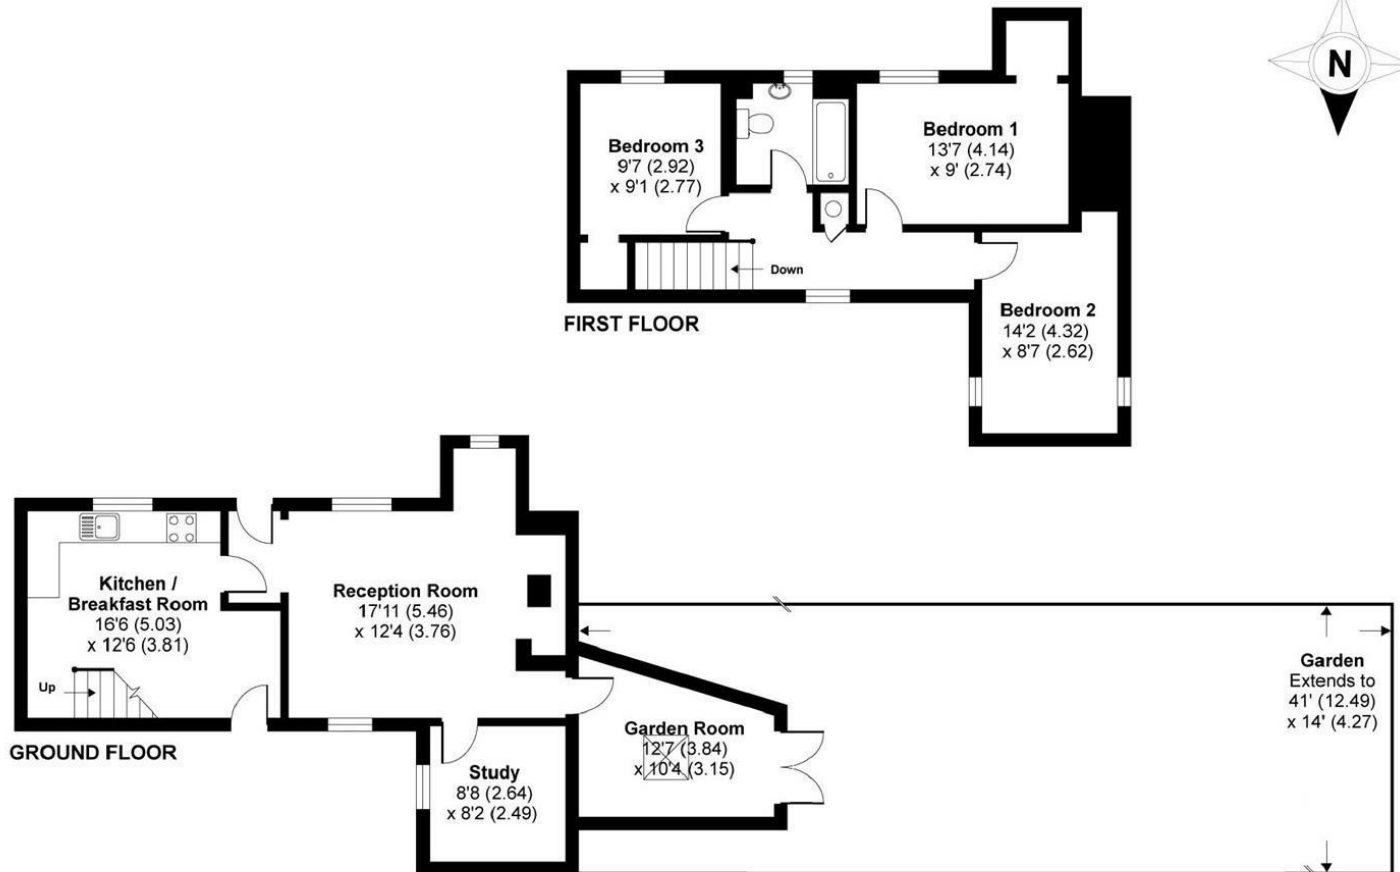 N
Bedroom 3
9'7 (2.92)
x 9'1 (2.77)
Bedroom 1
13'7 (4.14)
x 9' (2.74)
Down
Bedroom 2
14'2 (4.32)
x 8'7 (2.62)
FIRST FLOOR
Kitchen /
Breakfast Room
16'6 (5.03)
x 12'6 (3.81)
Up
Reception Room
17'11 (5.46)
x 12'4 (3.76)
Garden
Extends to
41' (12.49)
x 14' (4.27)
Garden Room
12'7 (3.84)
x 10'4 (3.15)
GROUND FLOOR
Study
8'8 (2.64)
x 8'2 (2.49)